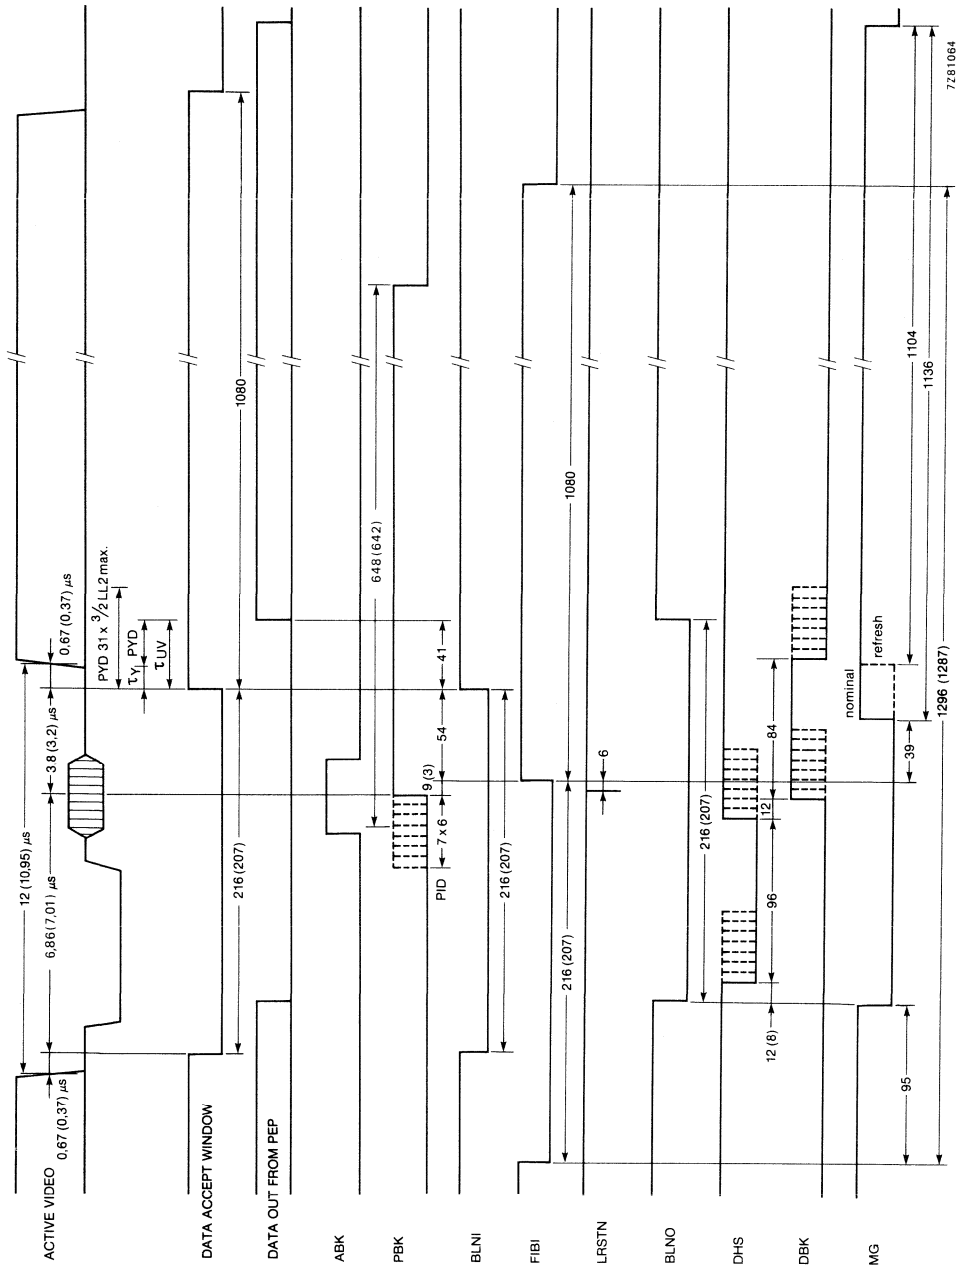 ACTIVE VIDEO
0,67 (0,37) µs
12 (10,95) µs
6,86 (7,01) µs
3,8 (3,2) µs
0,67 (0,37) µs
PYD 31 x 3/2 LL2 max.
τY
PYD
τUV
DATA ACCEPT WINDOW
216 (207)
1080
DATA OUT FROM PEP
ABK
648 (642)
PBK
PID
7 x 6
9 (3)
54
41
BLNI
216 (207)
FIBI
216 (207)
1080
LRSTN
6
BLNO
216 (207)
DHS
12 (8)
96
12
84
DBK
MG
nominal
refresh
95
39
1104
1136
1296 (1287)
7Z81064